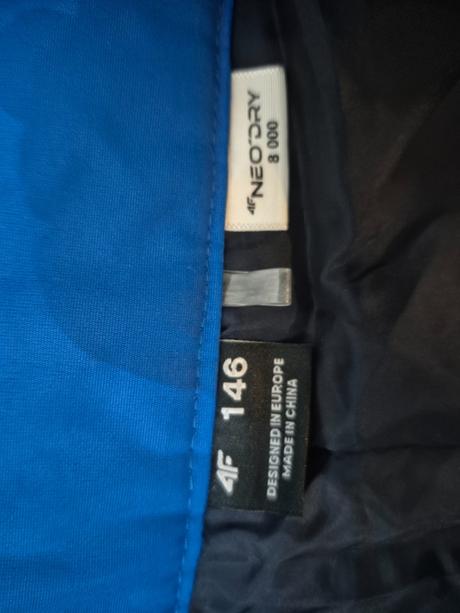 4F NEO DRY
8 000
4F 146
DESIGNED IN EUROPE
MADE IN CHINA